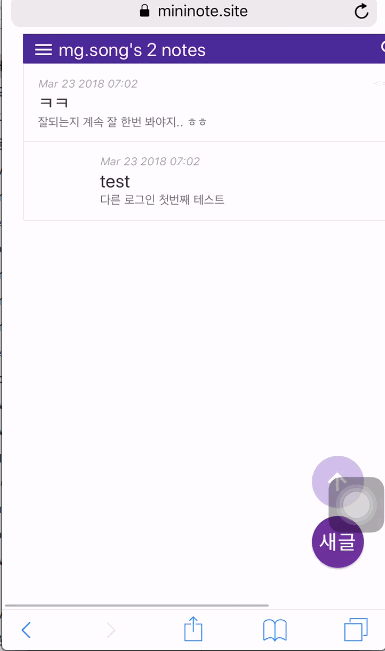 mininote.site
mg.song's 2 notes
Mar 23 2018 07:02
ㅋㅋ
잘되는지 계속 잘 한번 봐야지.. ㅎㅎ
Mar 23 2018 07:02
test
다른 로그인 첫번째 테스트
새글